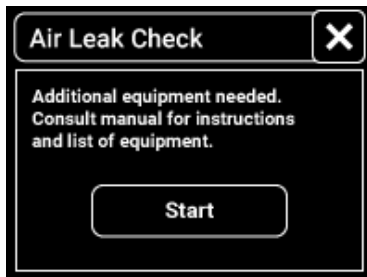 Air Leak Check
Additional equipment needed.
Consult manual for instructions
and list of equipment.
Start